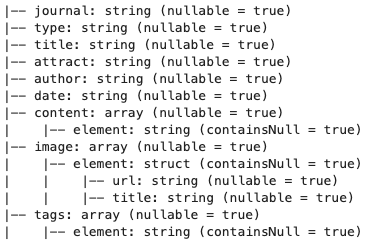 |-- journal: string (nullable = true)
|-- type: string (nullable = true)
|-- title: string (nullable = true)
|-- attract: string (nullable = true)
|-- author: string (nullable = true)
|-- date: string (nullable = true)
|-- content: array (nullable = true)
|    |-- element: string (containsNull = true)
|-- image: array (nullable = true)
|    |-- element: struct (containsNull = true)
|    |    |-- url: string (nullable = true)
|    |    |-- title: string (nullable = true)
|-- tags: array (nullable = true)
|    |-- element: string (containsNull = true)